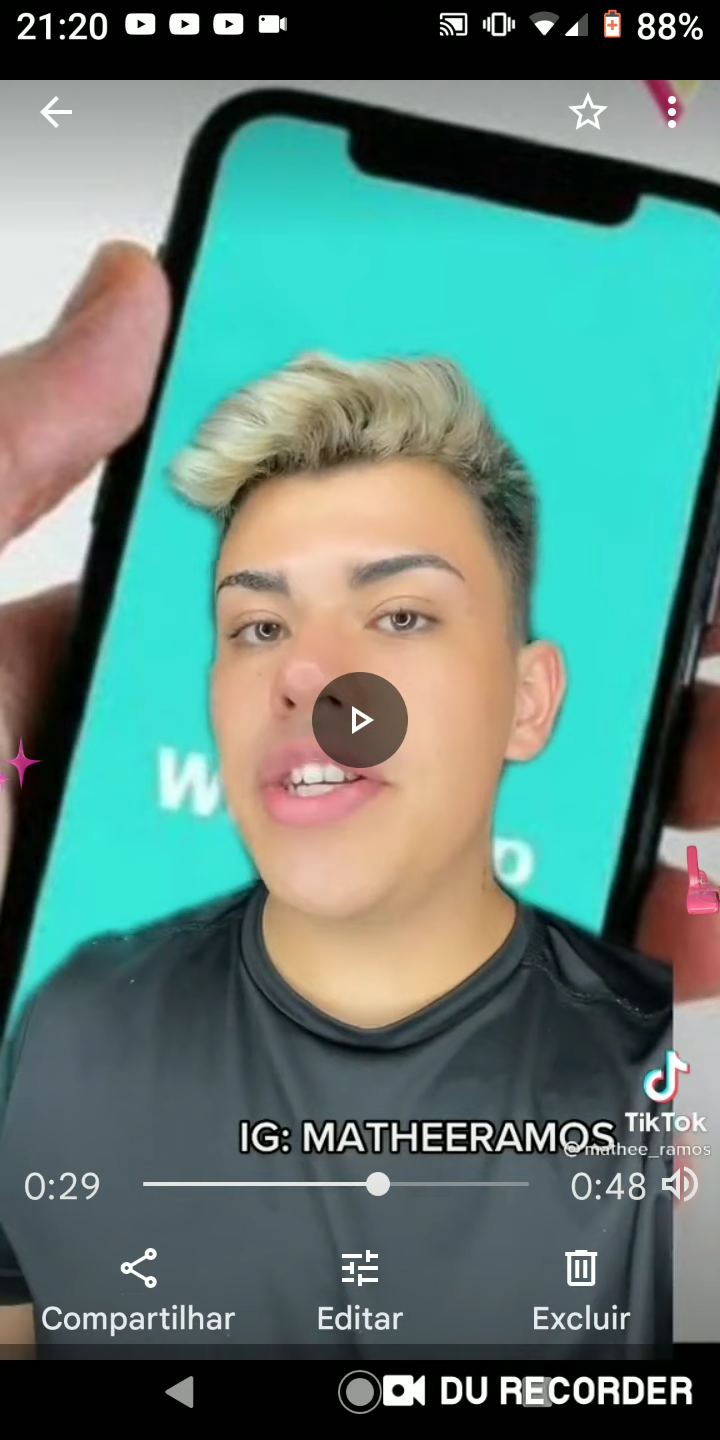 21:20
88%
W
p
IG: MATHEERAMOS
TikTok
@mathee_ramos
0:29
0:48
Compartilhar
Editar
Excluir
DU RECORDER